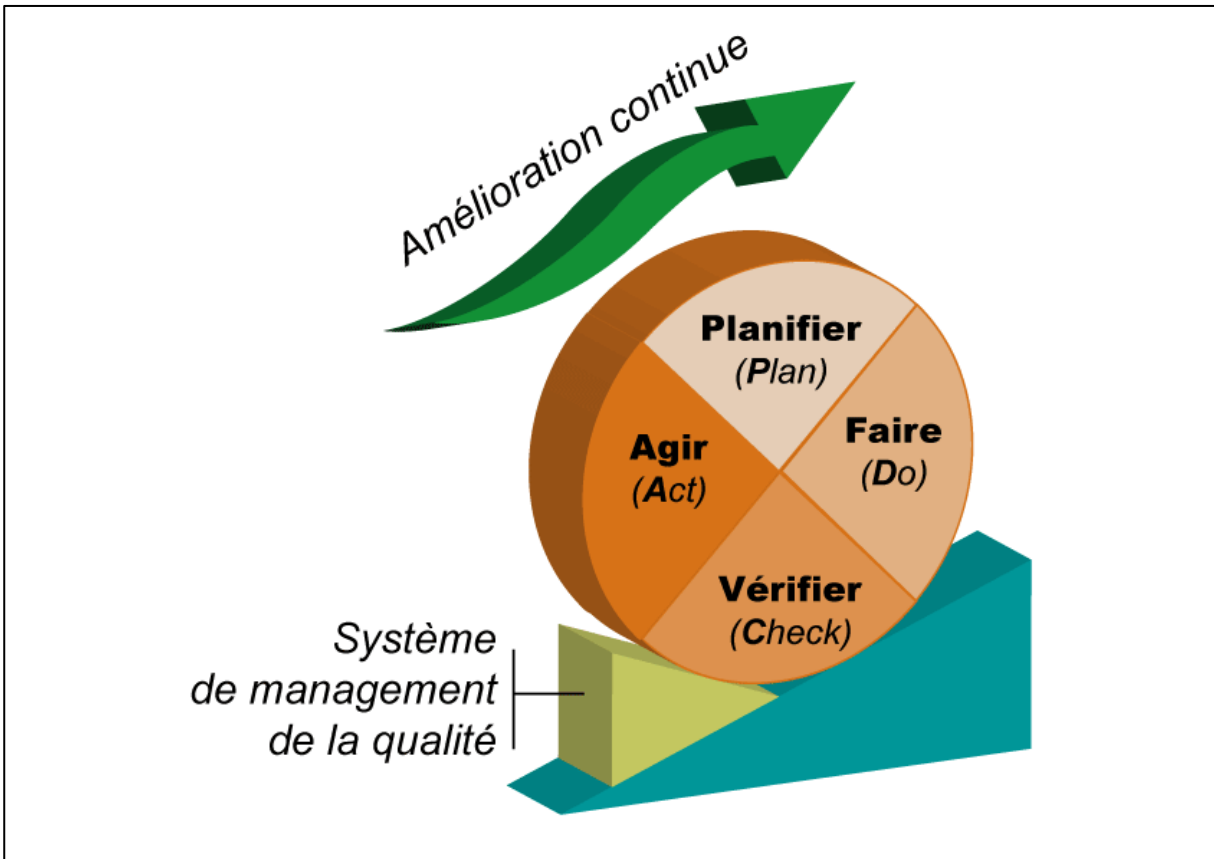 Amélioration continue
Planifier
(Plan)
Faire
(Do)
Agir
(Act)
Vérifier
(Check)
Système
de management
de la qualité